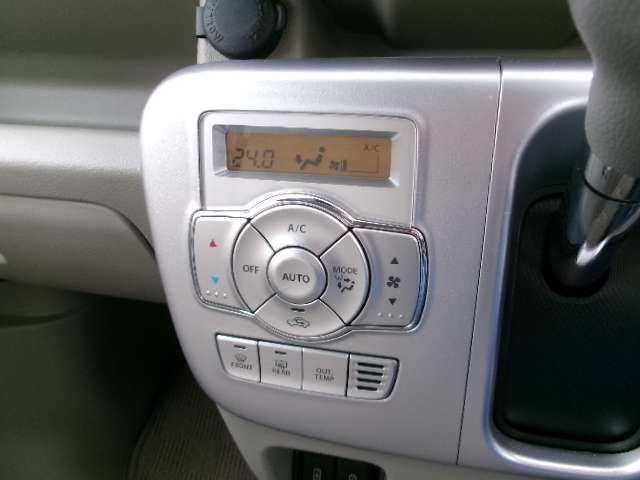 A/C
24.0
A/C
OFF
AUTO
MODE
FRONT
REAR
OUT
TEMP